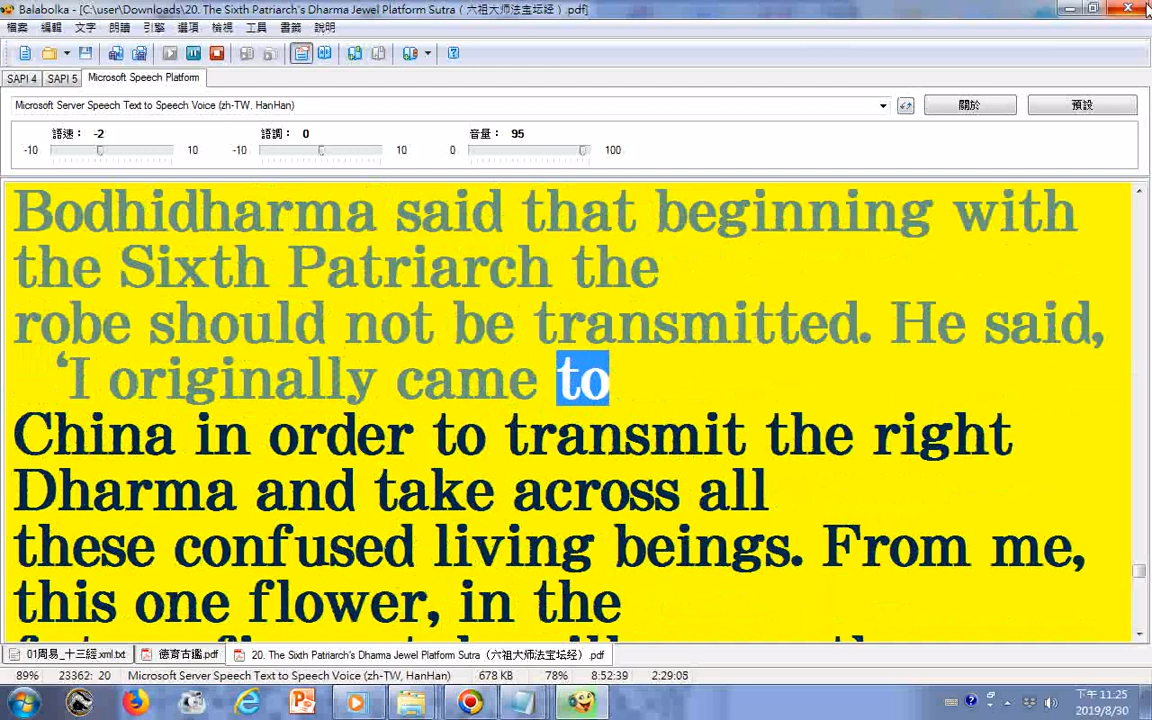 Balabolka - [C:\user\Downloads\20. The Sixth Patriarch's Dharma Jewel Platform Sutra（六祖大师法宝坛经）.pdf]
檔案 編輯 文字 朗讀 引擎 選項 檢視 工具 書籤 說明
SAPI 4 SAPI 5 Microsoft Speech Platform
Microsoft Server Speech Text to Speech Voice (zh-TW, HanHan) 關於 預設
語速： -2 語調： 0 音量： 95
-10 10 -10 10 0 100
Bodhidharma said that beginning with
the Sixth Patriarch the
robe should not be transmitted. He said,
‘I originally came to
China in order to transmit the right
Dharma and take across all
these confused living beings. From me,
this one flower, in the
01周易_十三經.xml.txt 德育古鑑.pdf 20. The Sixth Patriarch's Dharma Jewel Platform Sutra（六祖大师法宝坛经）.pdf
89% 23362: 20 Microsoft Server Speech Text to Speech Voice (zh-TW, HanHan) 678 KB 78% 8:52:39 2:29:05
下午 11:25
2019/8/30